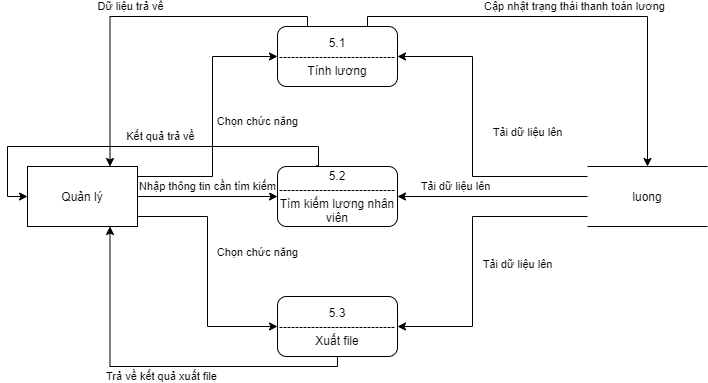 Dữ liệu trả về
Cập nhật trạng thái thanh toán lương
5.1
Tính lương
Chọn chức năng
Kết quả trả về
Tải dữ liệu lên
5.2
Quản lý
Nhập thông tin cần tìm kiếm
Tìm kiếm lương nhân
viên
Tải dữ liệu lên
luong
Chọn chức năng
Tải dữ liệu lên
5.3
Xuất file
Trả về kết quả xuất file